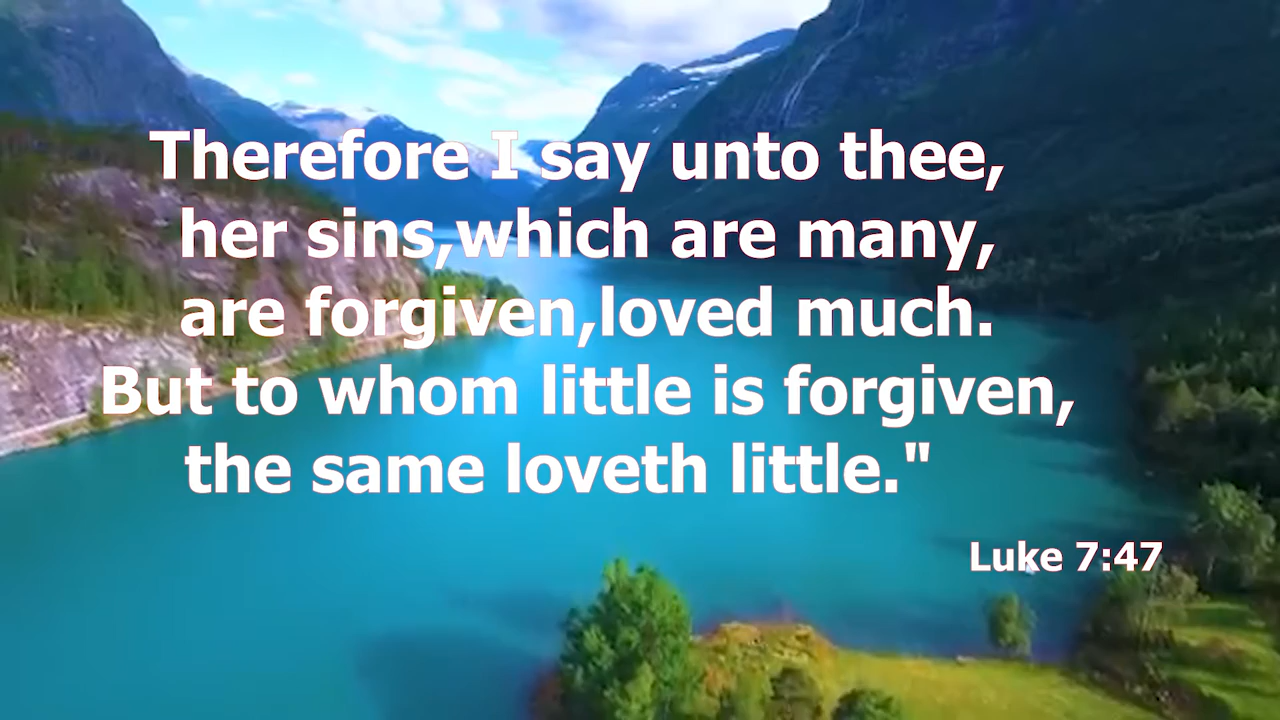 Therefore I say unto thee,
her sins,which are many,
are forgiven,loved much.
But to whom little is forgiven,
the same loveth little."
Luke 7:47